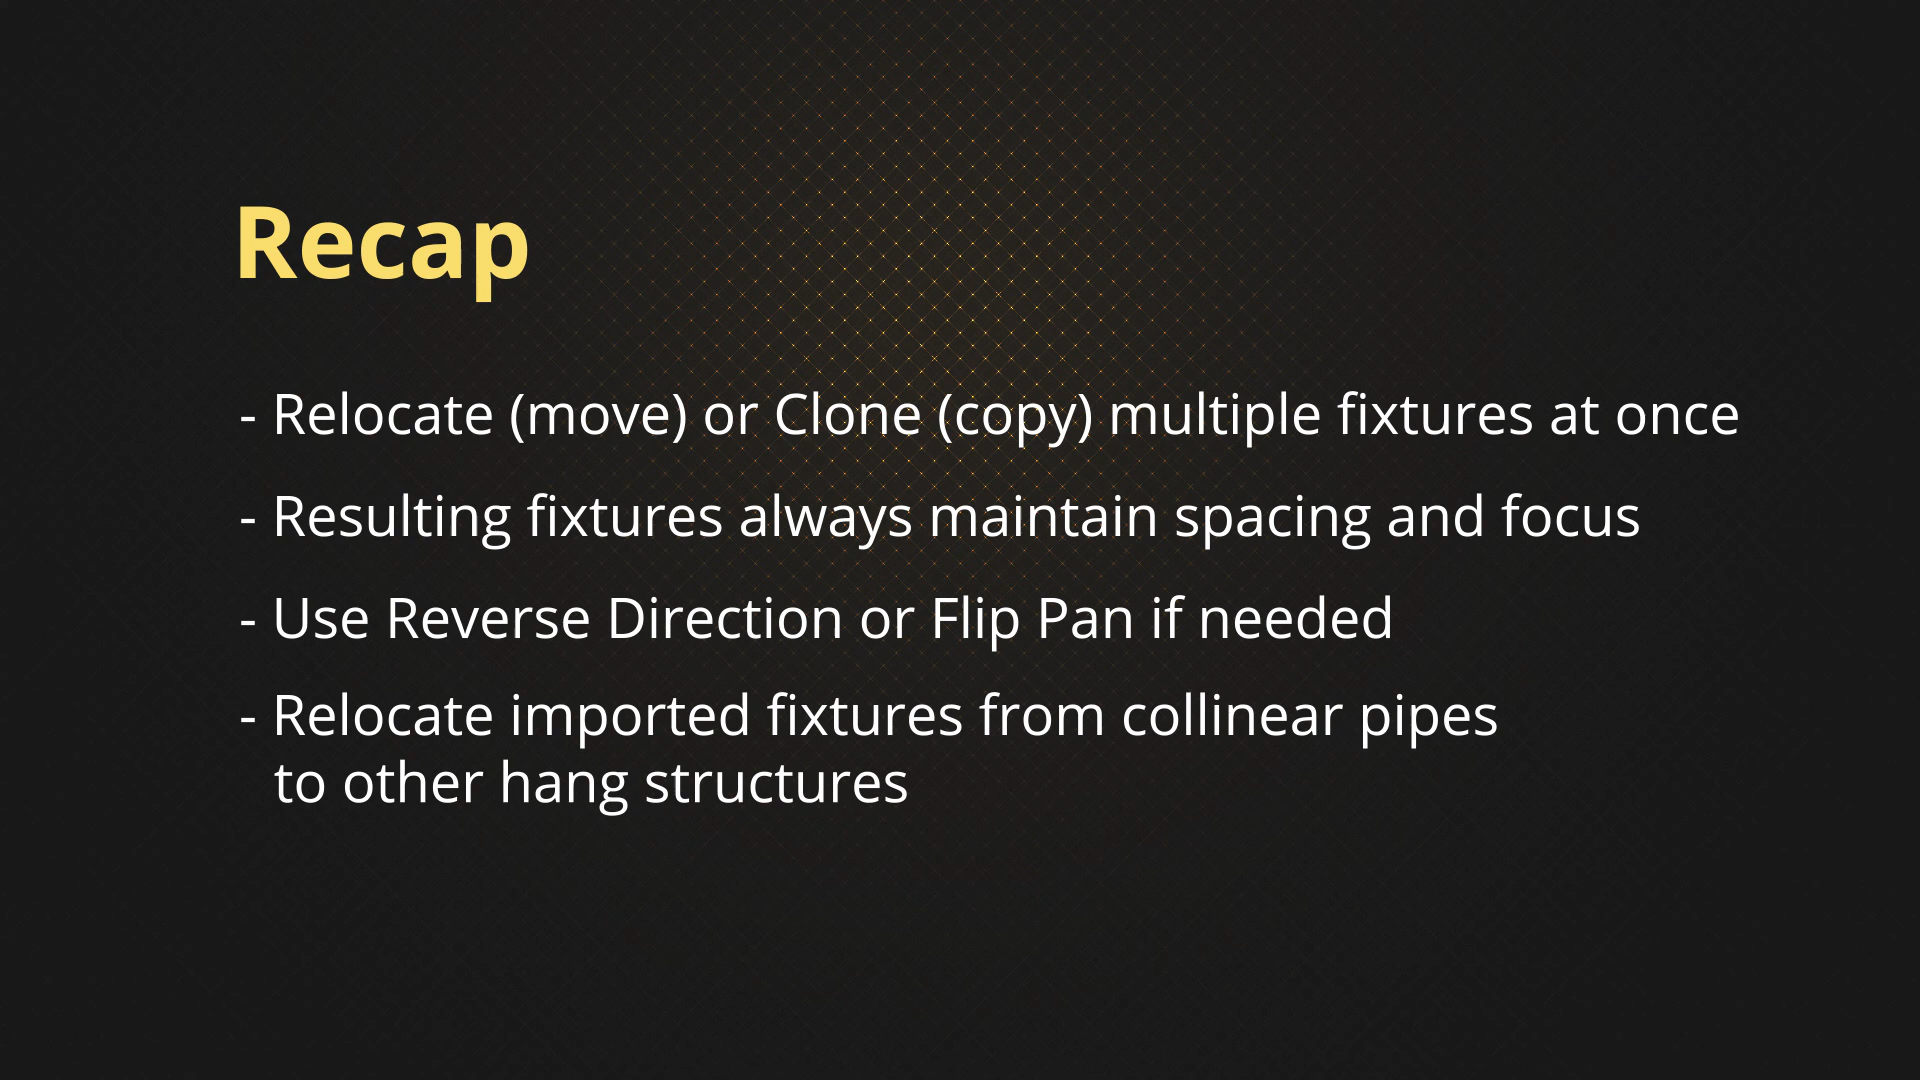 Recap
- Relocate (move) or Clone (copy) multiple fixtures at once
- Resulting fixtures always maintain spacing and focus
- Use Reverse Direction or Flip Pan if needed
- Relocate imported fixtures from collinear pipes
to other hang structures